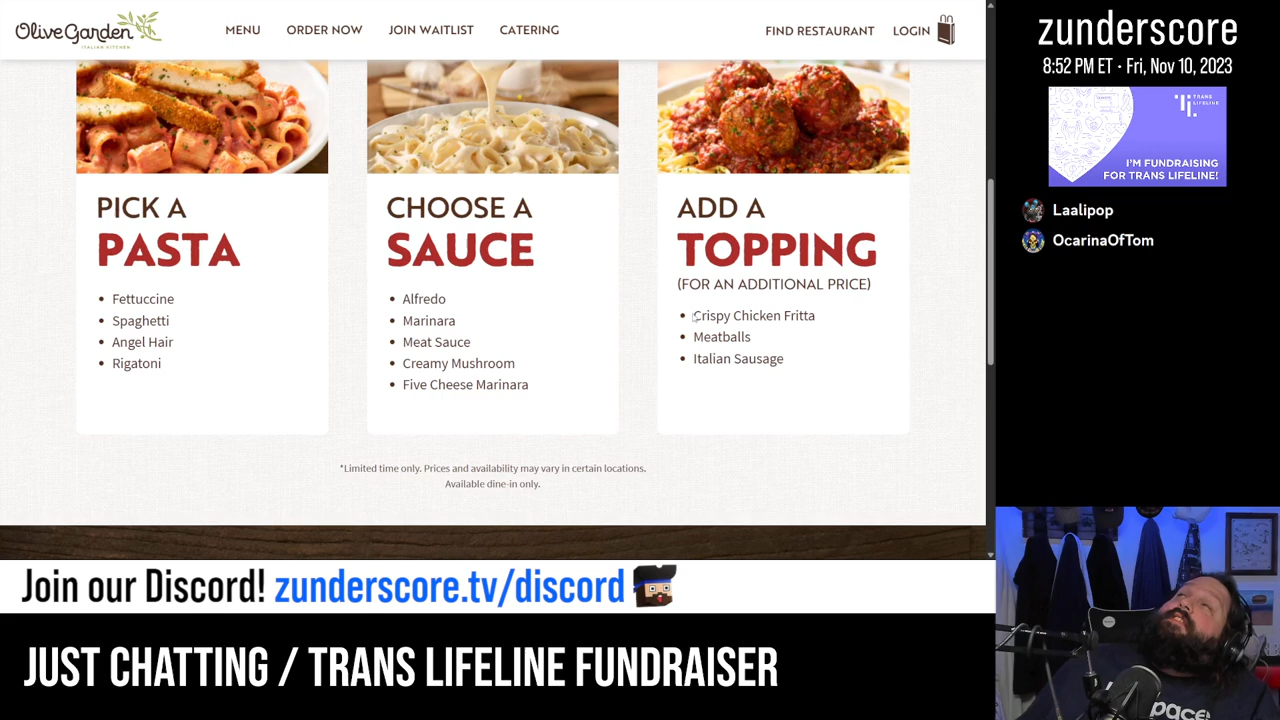 Olive Garden
ITALIAN KITCHEN
MENU
ORDER NOW
JOIN WAITLIST
CATERING
FIND RESTAURANT
LOGIN
PICK A
PASTA
• Fettuccine
• Spaghetti
• Angel Hair
• Rigatoni
CHOOSE A
SAUCE
• Alfredo
• Marinara
• Meat Sauce
• Creamy Mushroom
• Five Cheese Marinara
ADD A
TOPPING
(FOR AN ADDITIONAL PRICE)
• Crispy Chicken Fritta
• Meatballs
• Italian Sausage
*Limited time only. Prices and availability may vary in certain locations.
Available dine-in only.
zunderscore
8:52 PM ET · Fri, Nov 10, 2023
TRANS
LIFELINE
I'M FUNDRAISING
FOR TRANS LIFELINE!
Laalipop
OcarinaOfTom
Join our Discord! zunderscore.tv/discord
JUST CHATTING / TRANS LIFELINE FUNDRAISER
pace